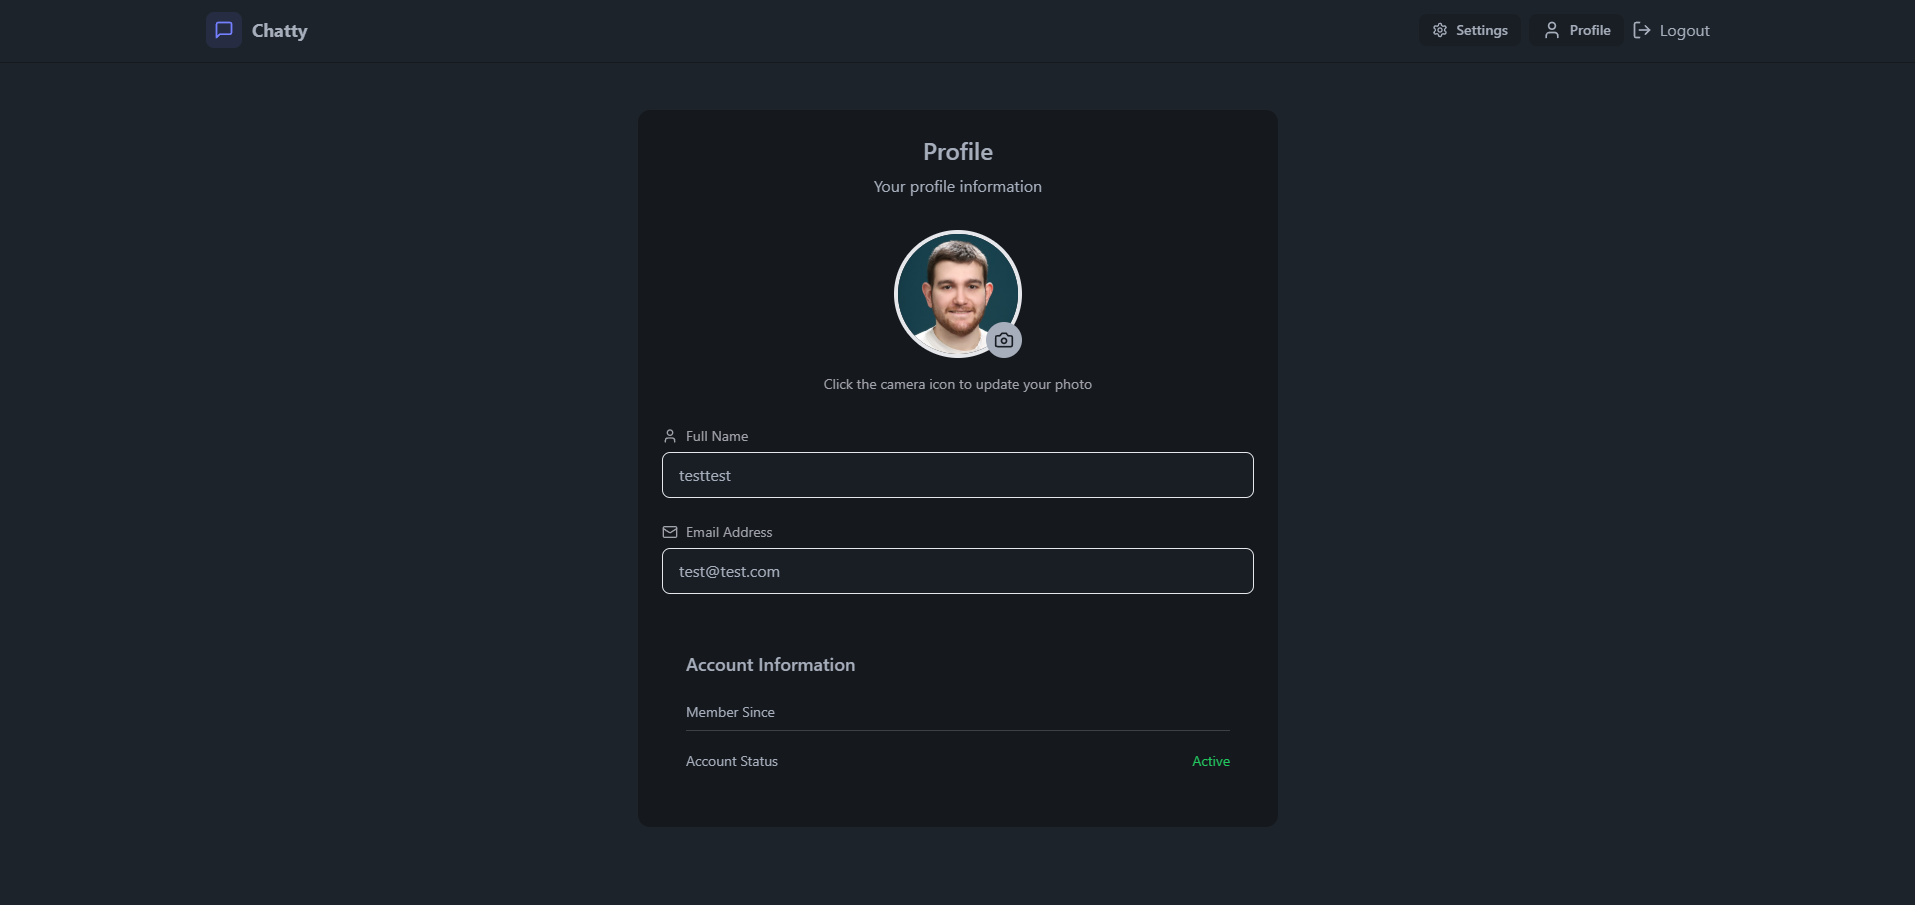 Chatty
Settings
Profile
Logout
Profile
Your profile information
Click the camera icon to update your photo
Full Name
testtest
Email Address
test@test.com
Account Information
Member Since
Account Status
Active